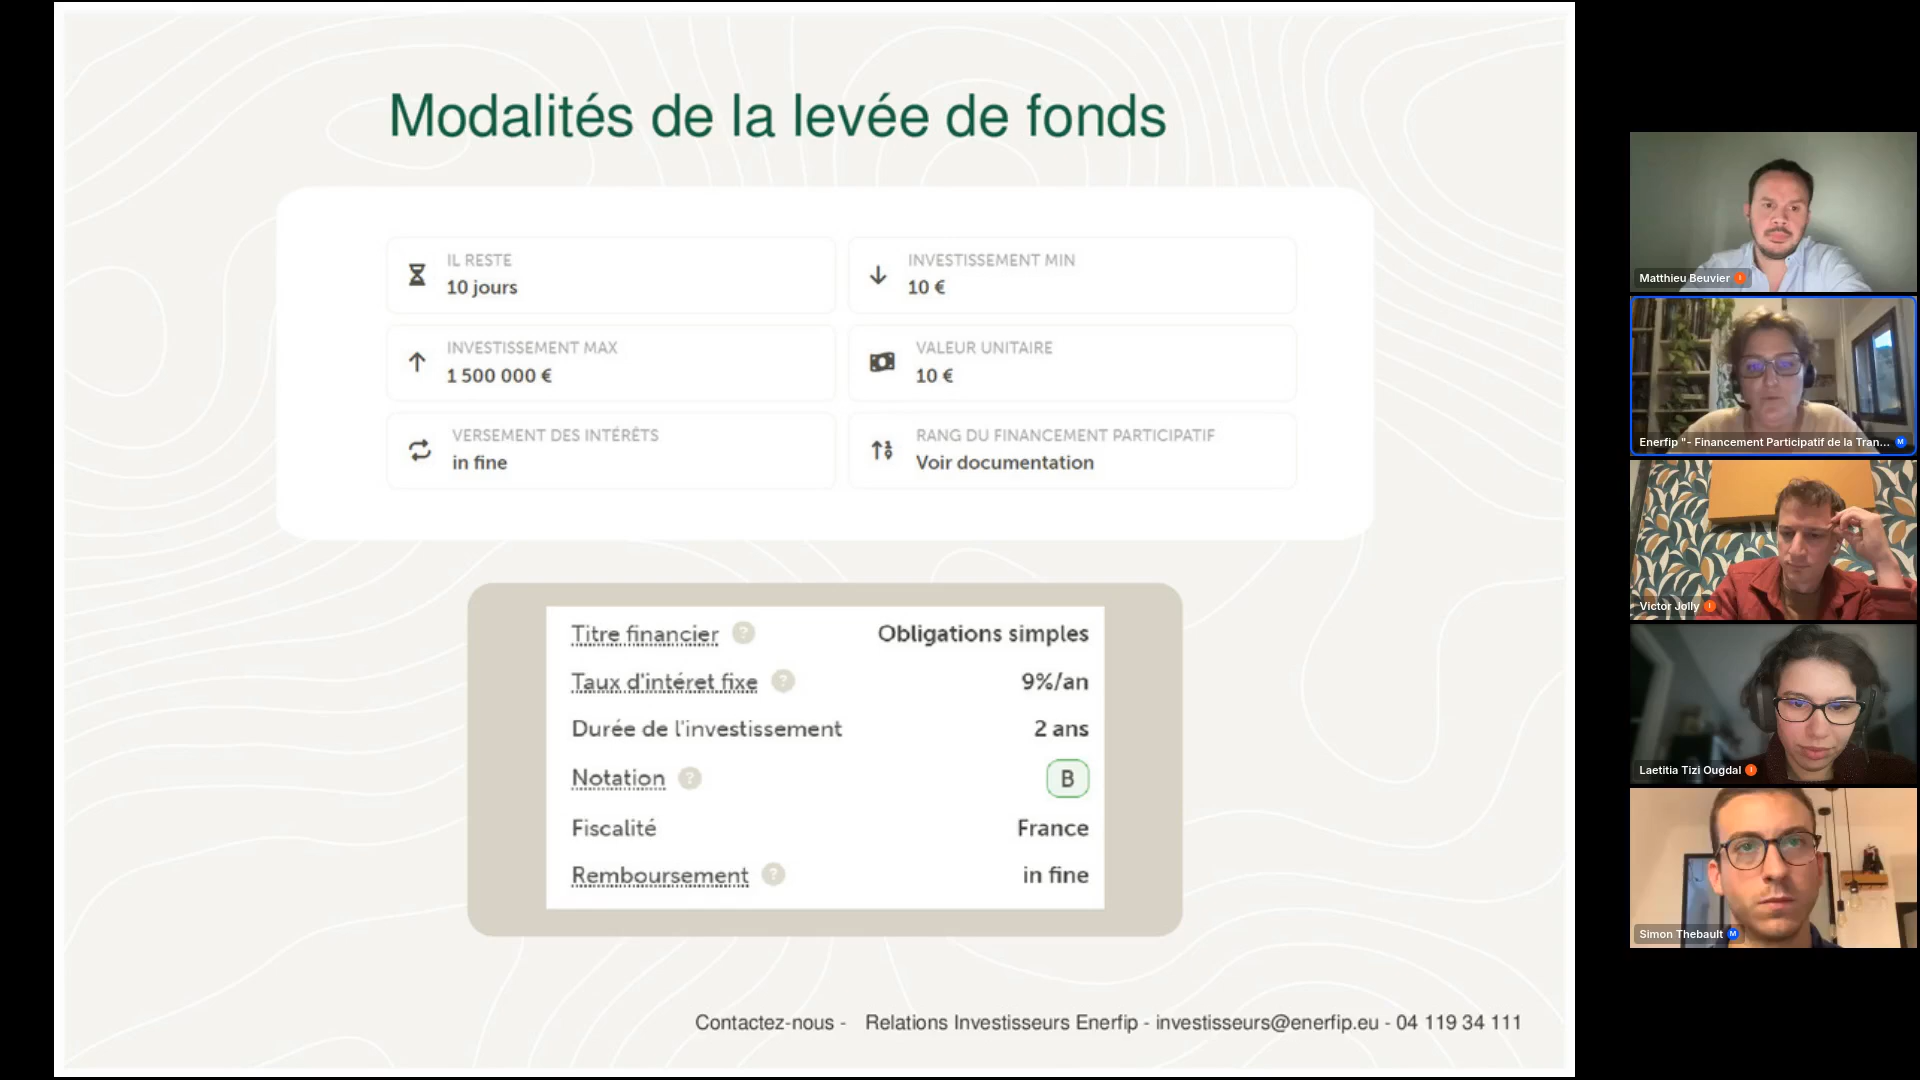 Modalités de la levée de fonds
IL RESTE
10 jours
INVESTISSEMENT MIN
10 €
INVESTISSEMENT MAX
1 500 000 €
VALEUR UNITAIRE
10 €
VERSEMENT DES INTÉRÊTS
in fine
RANG DU FINANCEMENT PARTICIPATIF
Voir documentation
Titre financier ? Obligations simples
Taux d'intéret fixe ? 9%/an
Durée de l'investissement 2 ans
Notation ? B
Fiscalité France
Remboursement ? in fine
Contactez-nous - Relations Investisseurs Enerfip - investisseurs@enerfip.eu - 04 119 34 111
Matthieu Beuvier I
Enerfip "- Financement Participatif de la Tran... M
Victor Jolly I
Laetitia Tizi Ougdal I
Simon Thebault M